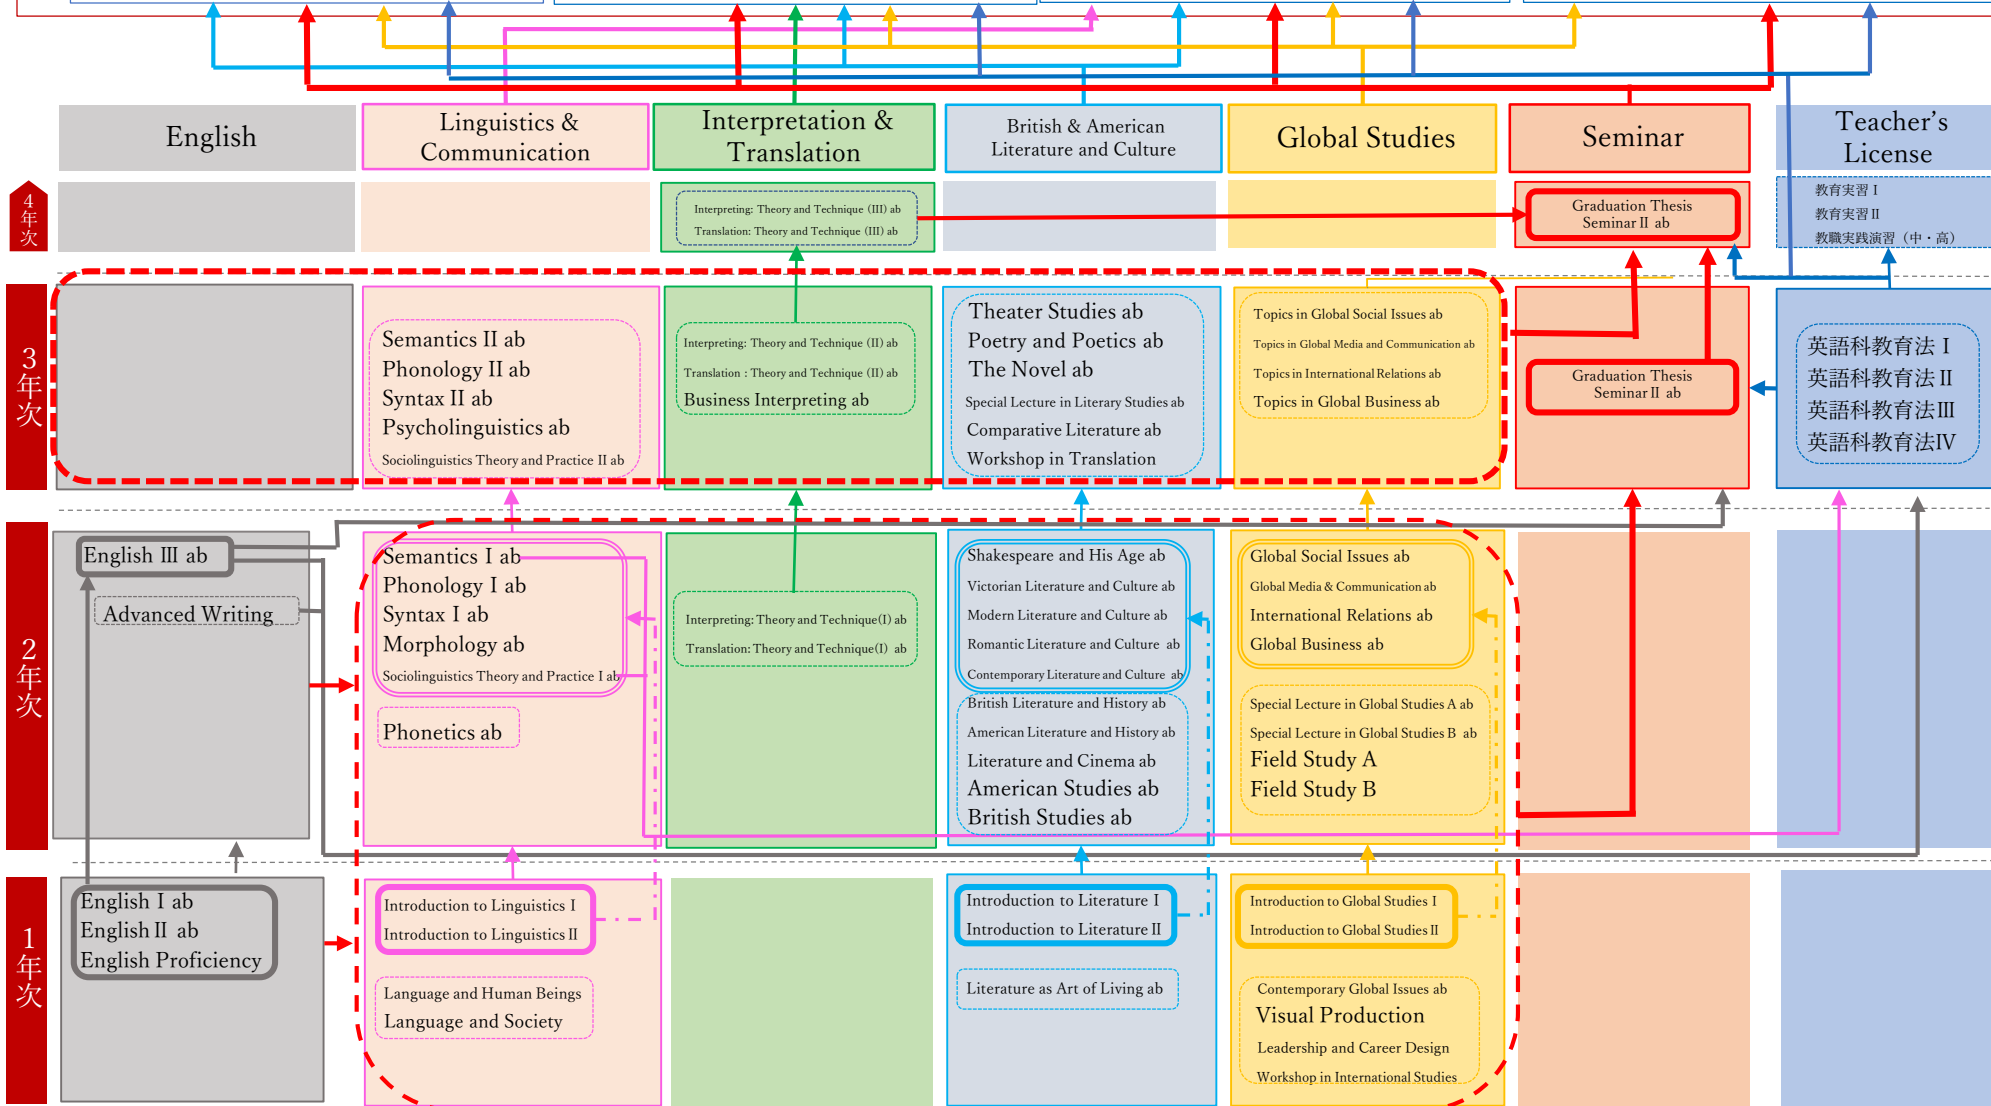 English
Linguistics &
Communication
Interpretation &
Translation
British & American
Literature and Culture
Global Studies
Seminar
Teacher's
License
4年次
Interpreting: Theory and Technique (III) ab
Translation: Theory and Technique (III) ab
Graduation Thesis
Seminar II ab
教育実習 I
教育実習 II
教職実践演習（中・高）
3年次
Semantics II ab
Phonology II ab
Syntax II ab
Psycholinguistics ab
Sociolinguistics Theory and Practice II ab
Interpreting: Theory and Technique (II) ab
Translation : Theory and Technique (II) ab
Business Interpreting ab
Theater Studies ab
Poetry and Poetics ab
The Novel ab
Special Lecture in Literary Studies ab
Comparative Literature ab
Workshop in Translation
Topics in Global Social Issues ab
Topics in Global Media and Communication ab
Topics in International Relations ab
Topics in Global Business ab
Graduation Thesis
Seminar II ab
英語科教育法 I
英語科教育法 II
英語科教育法III
英語科教育法IV
2年次
English III ab
Advanced Writing
Semantics I ab
Phonology I ab
Syntax I ab
Morphology ab
Sociolinguistics Theory and Practice I ab
Phonetics ab
Interpreting: Theory and Technique(I) ab
Translation: Theory and Technique(I) ab
Shakespeare and His Age ab
Victorian Literature and Culture ab
Modern Literature and Culture ab
Romantic Literature and Culture ab
Contemporary Literature and Culture ab
British Literature and History ab
American Literature and History ab
Literature and Cinema ab
American Studies ab
British Studies ab
Global Social Issues ab
Global Media & Communication ab
International Relations ab
Global Business ab
Special Lecture in Global Studies A ab
Special Lecture in Global Studies B ab
Field Study A
Field Study B
1年次
English I ab
English II ab
English Proficiency
Introduction to Linguistics I
Introduction to Linguistics II
Language and Human Beings
Language and Society
Introduction to Literature I
Introduction to Literature II
Literature as Art of Living ab
Introduction to Global Studies I
Introduction to Global Studies II
Contemporary Global Issues ab
Visual Production
Leadership and Career Design
Workshop in International Studies